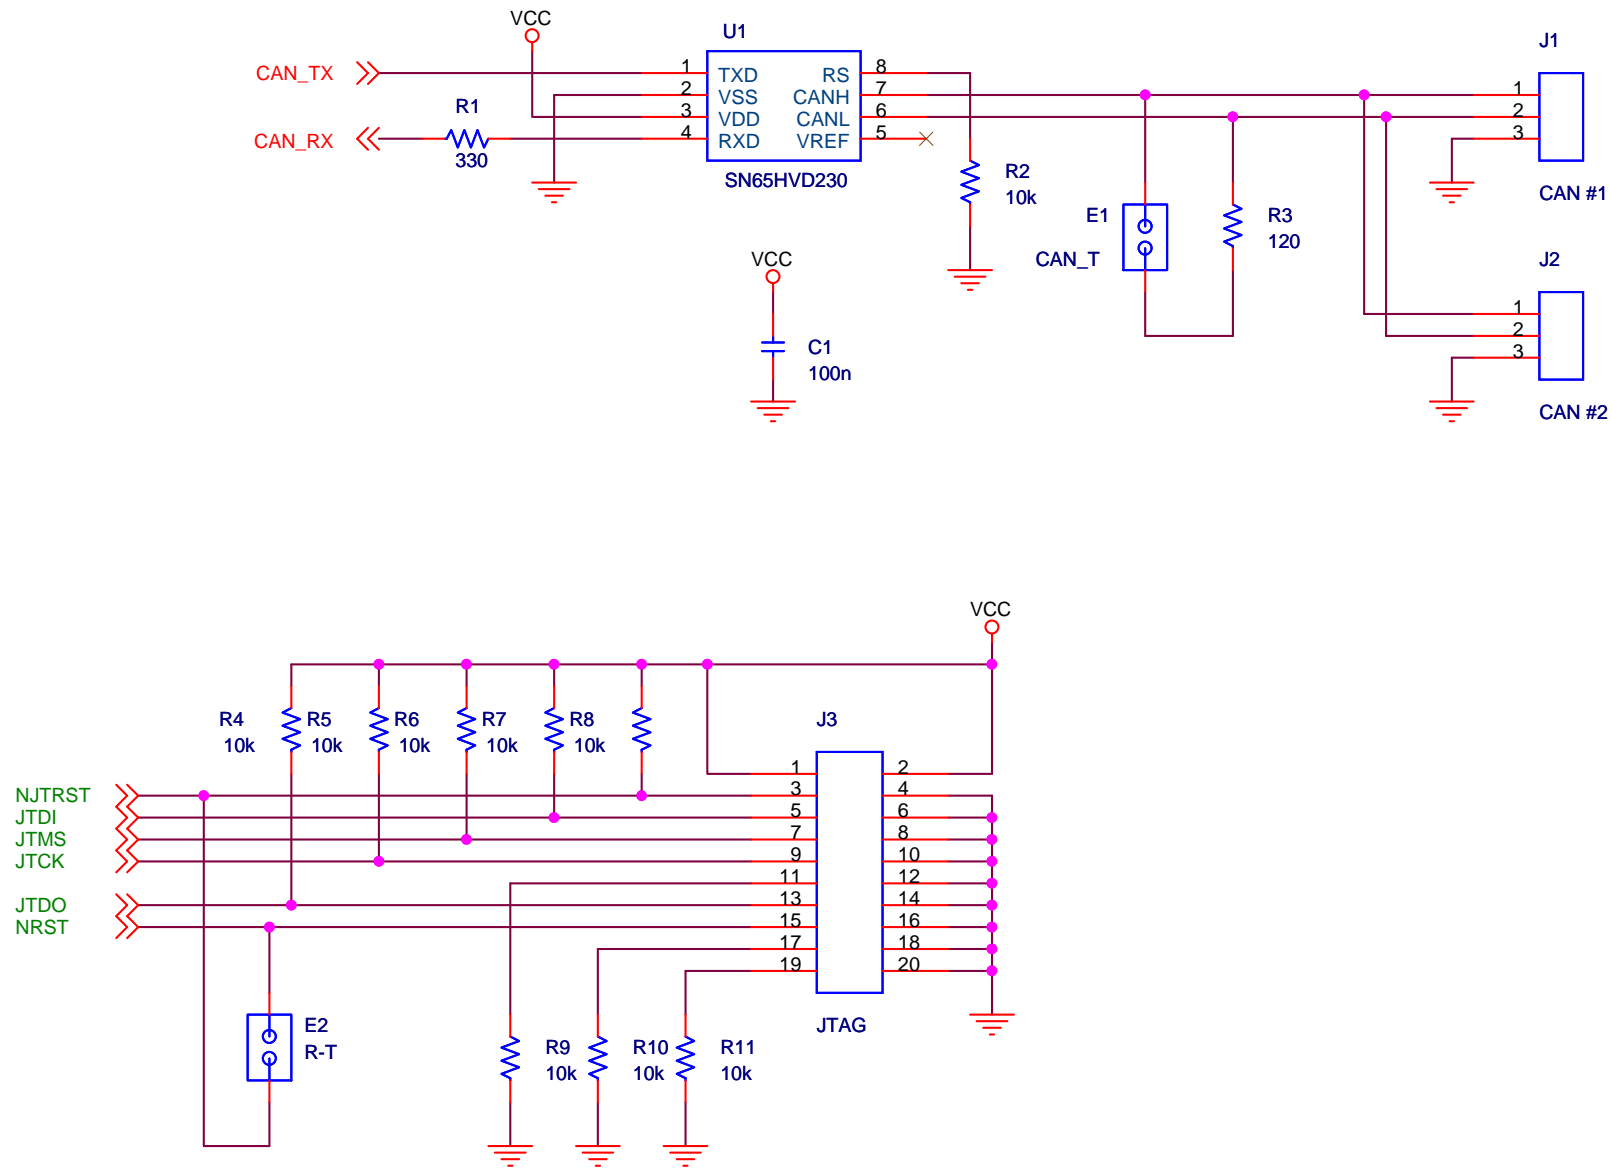 VCC
U1
J1
CAN_TX
1 TXD RS 8
2 VSS CANH 7
3 VDD CANL 6
4 RXD VREF 5
R1
330
CAN_RX
SN65HVD230
R2
10k
1
2
3
CAN #1
E1
CAN_T
R3
120
VCC
C1
100n
J2
1
2
3
CAN #2
VCC
R4
10k
R5
10k
R6
10k
R7
10k
R8
10k
J3
1 2
3 4
5 6
7 8
9 10
11 12
13 14
15 16
17 18
19 20
JTAG
NJTRST
JTDI
JTMS
JTCK
JTDO
NRST
E2
R-T
R9
10k
R10
10k
R11
10k